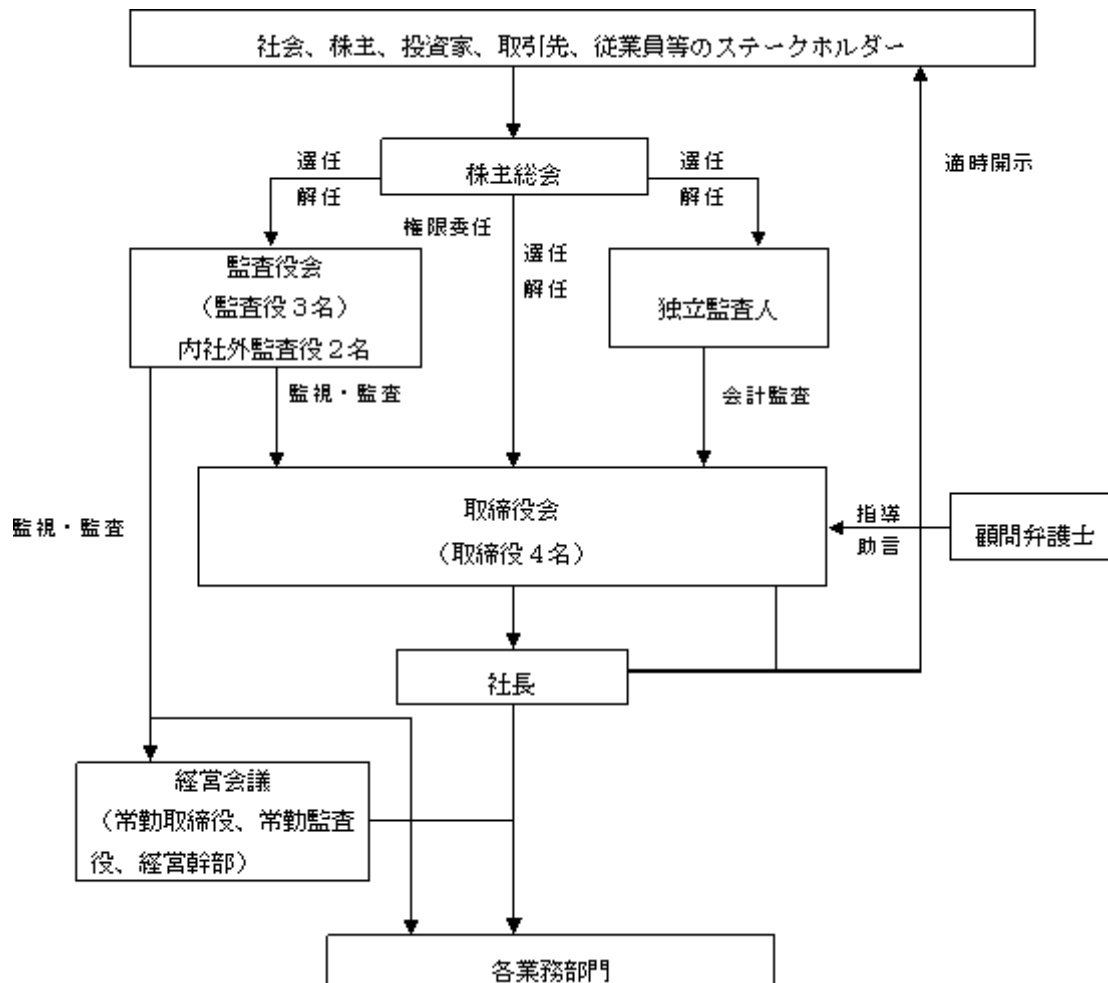 社会、株主、投資家、取引先、従業員等のステークホルダー
選任
株主総会
選任
適時開示
解任
解任
権限委任
選任
解任
監査役会
（監査役３名）
内社外監査役２名
独立監査人
監視・監査
会計監査
監視・監査
取締役会
（取締役４名）
指導
助言
顧問弁護士
社長
経営会議
（常勤取締役、常勤監査
役、経営幹部）
各業務部門